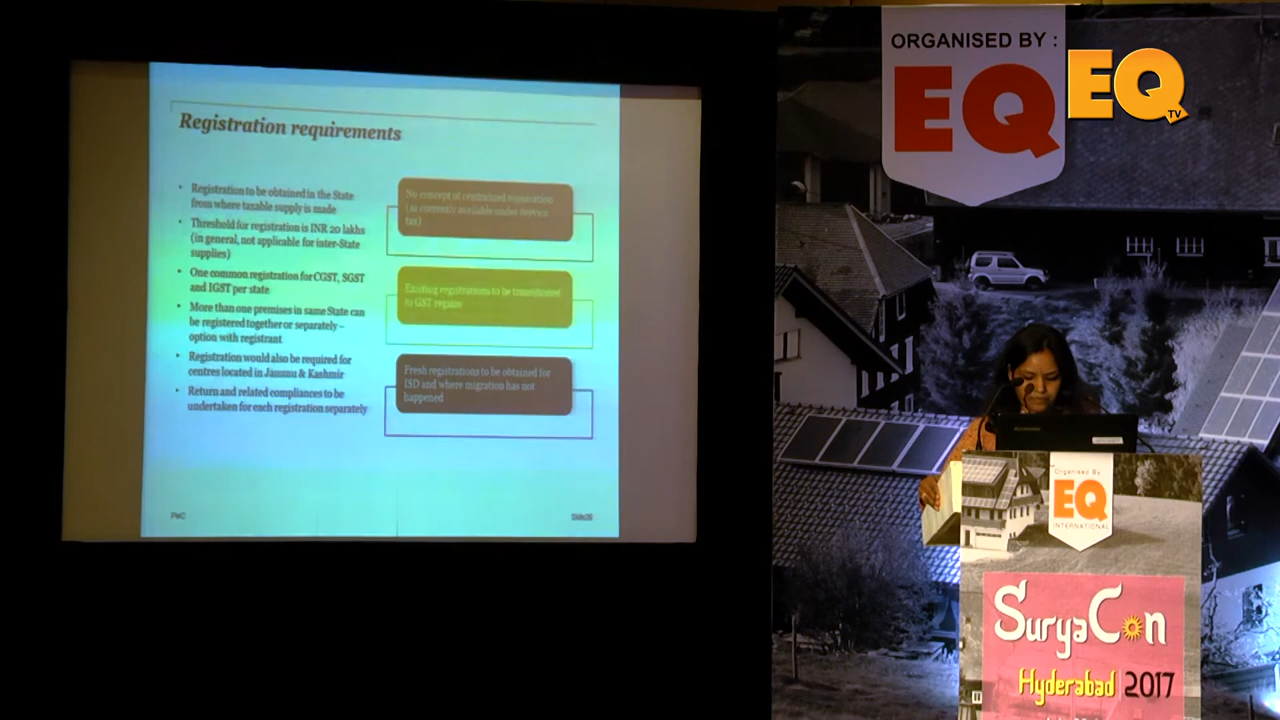 Registration requirements
• Registration to be obtained in the State
from where taxable supply is made
• Threshold for registration is INR 20 lakhs
(in general, not applicable for inter-State
supplies)
• One common registration for CGST, SGST
and IGST per state
• More than one premises in same State can
be registered together or separately –
option with registrant
• Registration would also be required for
centres located in Jammu & Kashmir
• Return and related compliances to be
undertaken for each registration separately
No concept of centralized registration
(as currently available under Service
tax)
Existing registrations to be transitioned
to GST regime
Fresh registrations to be obtained for
ISD and where migration has not
happened
PwC
ORGANISED BY :
EQ
EQ
TV
Organised By
EQ
INTERNATIONAL
SuryaCon
Hyderabad 2017